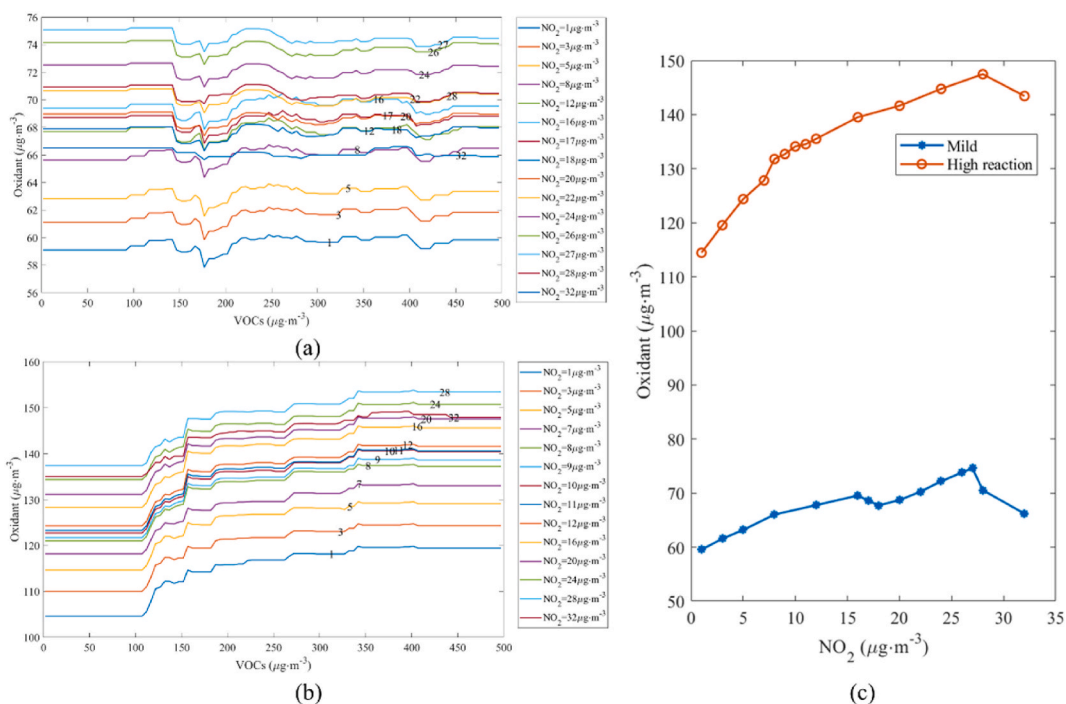 76
74
72
70
68
66
64
62
60
58
56
Oxidant (μg·m⁻³)
27
26
24
16
22
28
17
20
12
18
8
32
5
3
1
0
50
100
150
200
250
300
350
400
450
500
VOCs (μg·m⁻³)
NO₂=1μg·m⁻³
NO₂=3μg·m⁻³
NO₂=5μg·m⁻³
NO₂=8μg·m⁻³
NO₂=12μg·m⁻³
NO₂=16μg·m⁻³
NO₂=17μg·m⁻³
NO₂=18μg·m⁻³
NO₂=20μg·m⁻³
NO₂=22μg·m⁻³
NO₂=24μg·m⁻³
NO₂=26μg·m⁻³
NO₂=27μg·m⁻³
NO₂=28μg·m⁻³
NO₂=32μg·m⁻³
(a)
160
150
140
130
120
110
100
Oxidant (μg·m⁻³)
28
24
20
32
16
12
10
11
9
8
7
5
3
1
0
50
100
150
200
250
300
350
400
450
500
VOCs (μg·m⁻³)
NO₂=1μg·m⁻³
NO₂=3μg·m⁻³
NO₂=5μg·m⁻³
NO₂=7μg·m⁻³
NO₂=8μg·m⁻³
NO₂=9μg·m⁻³
NO₂=10μg·m⁻³
NO₂=11μg·m⁻³
NO₂=12μg·m⁻³
NO₂=16μg·m⁻³
NO₂=20μg·m⁻³
NO₂=24μg·m⁻³
NO₂=28μg·m⁻³
NO₂=32μg·m⁻³
(b)
150
140
130
120
110
100
90
80
70
60
50
Oxidant (μg·m⁻³)
Mild
High reaction
0
5
10
15
20
25
30
35
NO₂ (μg·m⁻³)
(c)